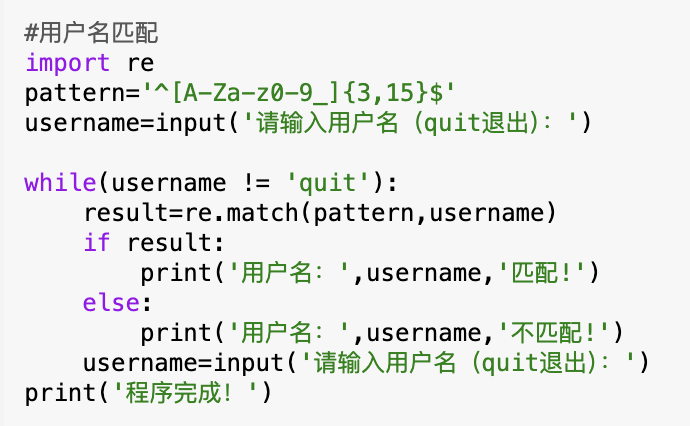 #用户名匹配
import re
pattern='^[A-Za-z0-9_]{3,15}$'
username=input('请输入用户名（quit退出）：')
while(username != 'quit'):
    result=re.match(pattern,username)
    if result:
        print('用户名：',username,'匹配!')
    else:
        print('用户名：',username,'不匹配!')
    username=input('请输入用户名（quit退出）：')
print('程序完成！')